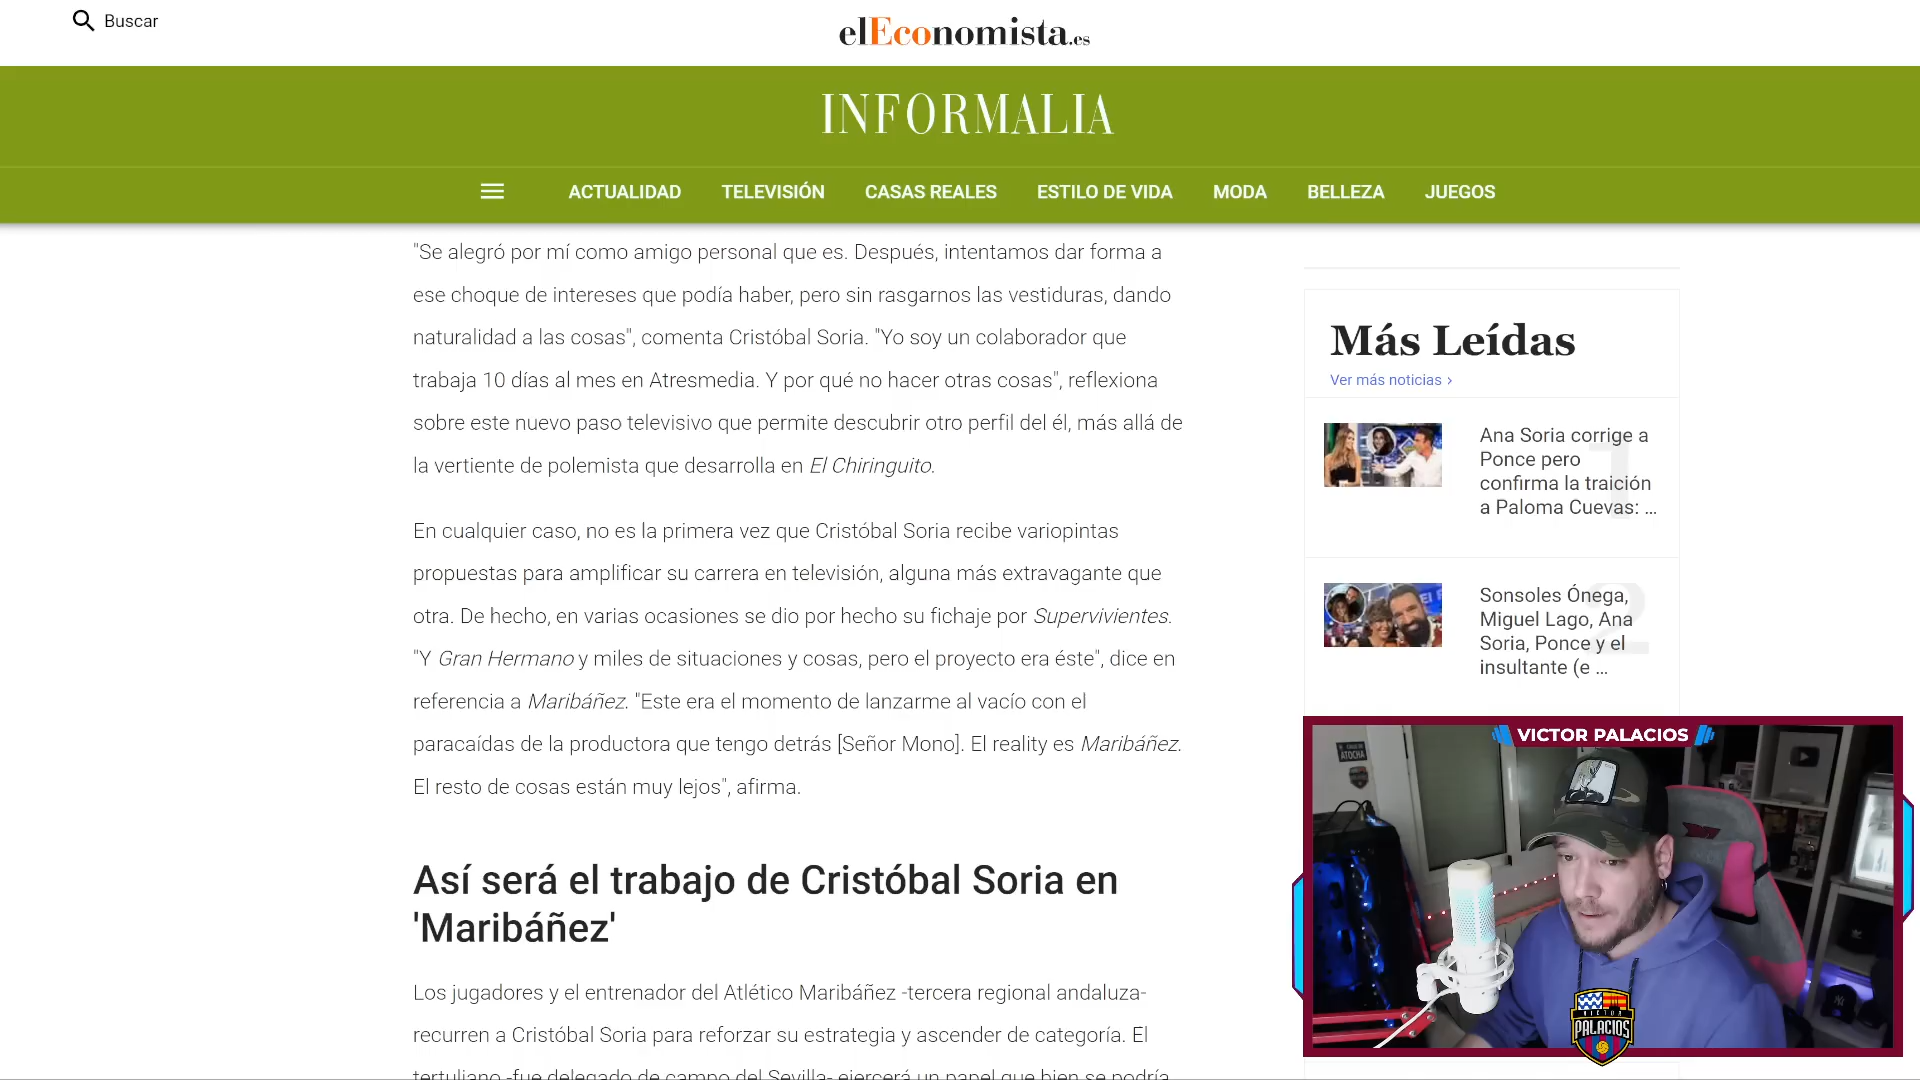 Buscar
elEconomista.es
INFORMALIA
ACTUALIDAD TELEVISIÓN CASAS REALES ESTILO DE VIDA MODA BELLEZA JUEGOS
"Se alegró por mí como amigo personal que es. Después, intentamos dar forma a
ese choque de intereses que podía haber, pero sin rasgarnos las vestiduras, dando
naturalidad a las cosas", comenta Cristóbal Soria. "Yo soy un colaborador que
trabaja 10 días al mes en Atresmedia. Y por qué no hacer otras cosas", reflexiona
sobre este nuevo paso televisivo que permite descubrir otro perfil del él, más allá de
la vertiente de polemista que desarrolla en El Chiringuito.
En cualquier caso, no es la primera vez que Cristóbal Soria recibe variopintas
propuestas para amplificar su carrera en televisión, alguna más extravagante que
otra. De hecho, en varias ocasiones se dio por hecho su fichaje por Supervivientes.
"Y Gran Hermano y miles de situaciones y cosas, pero el proyecto era éste", dice en
referencia a Maribáñez. "Este era el momento de lanzarme al vacío con el
paracaídas de la productora que tengo detrás [Señor Mono]. El reality es Maribáñez.
El resto de cosas están muy lejos", afirma.
Así será el trabajo de Cristóbal Soria en
'Maribáñez'
Los jugadores y el entrenador del Atlético Maribáñez -tercera regional andaluza-
recurren a Cristóbal Soria para reforzar su estrategia y ascender de categoría. El
tertuliano -fue delegado de campo del Sevilla- ejercerá un papel que bien se podría
Más Leídas
Ver más noticias ›
1
Ana Soria corrige a
Ponce pero
confirma la traición
a Paloma Cuevas: ...
2
Sonsoles Ónega,
Miguel Lago, Ana
Soria, Ponce y el
insultante (e ...
VICTOR PALACIOS
ATOCHA
VICTOR
PALACIOS